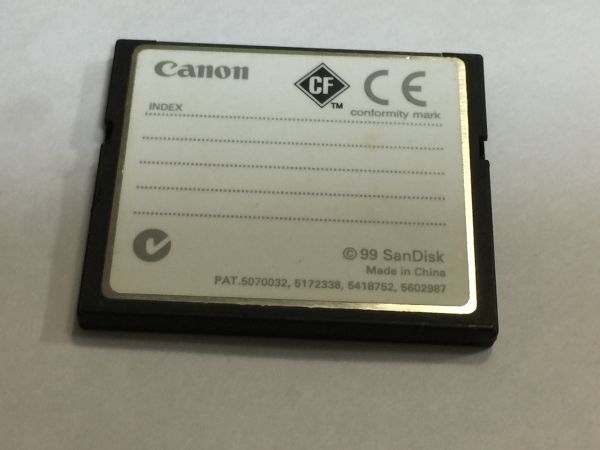 Canon
CF
TM
CE
INDEX
conformity mark
© 99 SanDisk
Made in China
PAT.5070032, 5172338, 5418752, 5602987